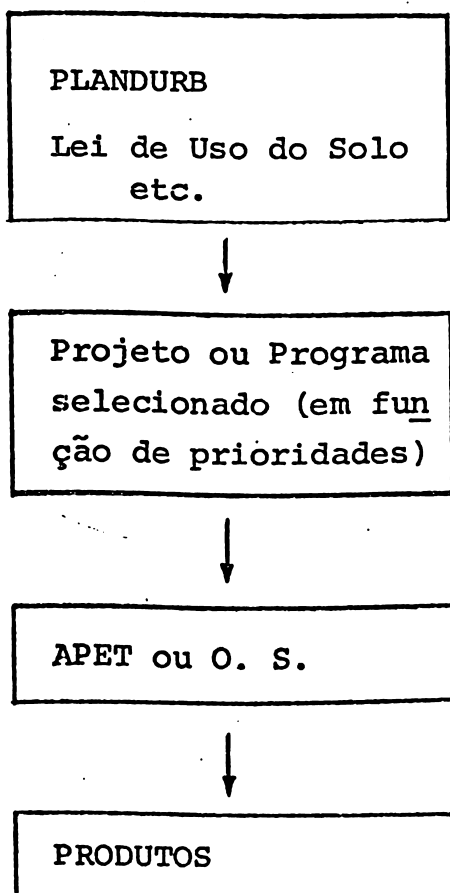 PLANDURB
Lei de Uso do Solo
etc.
Projeto ou Programa
selecionado (em fun
ção de prioridades)
APET ou O. S.
PRODUTOS